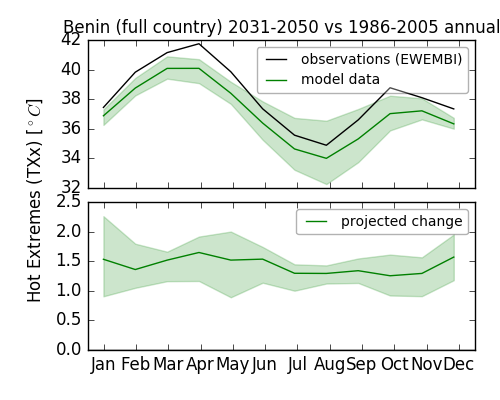 Benin (full country) 2031-2050 vs 1986-2005 annual
Hot Extremes (TXx) [°C]
42
40
38
36
34
32
observations (EWEMBI)
model data
2.5
2.0
1.5
1.0
0.5
0.0
projected change
Jan Feb Mar Apr May Jun Jul Aug Sep Oct Nov Dec